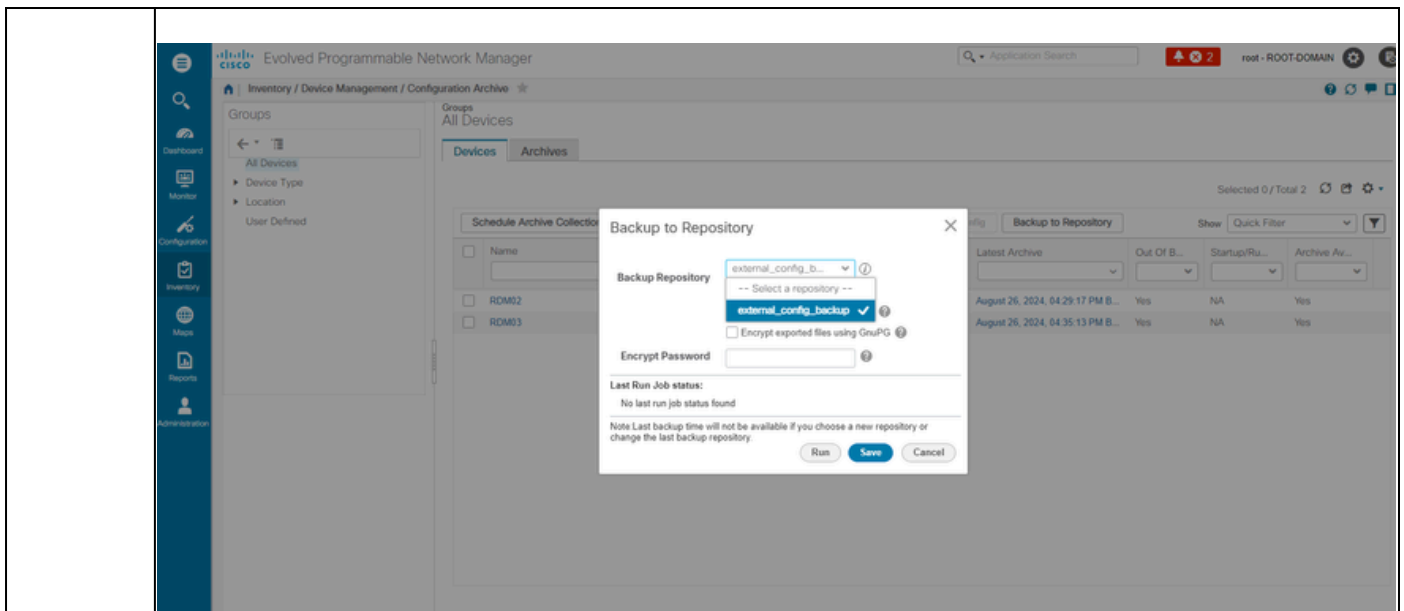 CISCO Evolved Programmable Network Manager
Application Search
2
root - ROOT-DOMAIN
Inventory / Device Management / Configuration Archive
Dashboard
Monitor
Configuration
Inventory
Maps
Reports
Administration
Groups
All Devices
Device Type
Location
User Defined
Groups
All Devices
Devices Archives
Selected 0 / Total 2
Schedule Archive Collection
Backup to Repository
Show Quick Filter
Name
Latest Archive
Out Of B...
Startup/Ru...
Archive Av...
RDM02
August 26, 2024, 04:29:17 PM B... Yes NA Yes
RDM03
August 26, 2024, 04:35:13 PM B... Yes NA Yes
Backup to Repository
Backup Repository
external_config_b...
-- Select a repository --
external_config_backup
Encrypt exported files using GnuPG
Encrypt Password
Last Run Job status:
No last run job status found
Note:Last backup time will not be available if you choose a new repository or
change the last backup repository.
Run Save Cancel